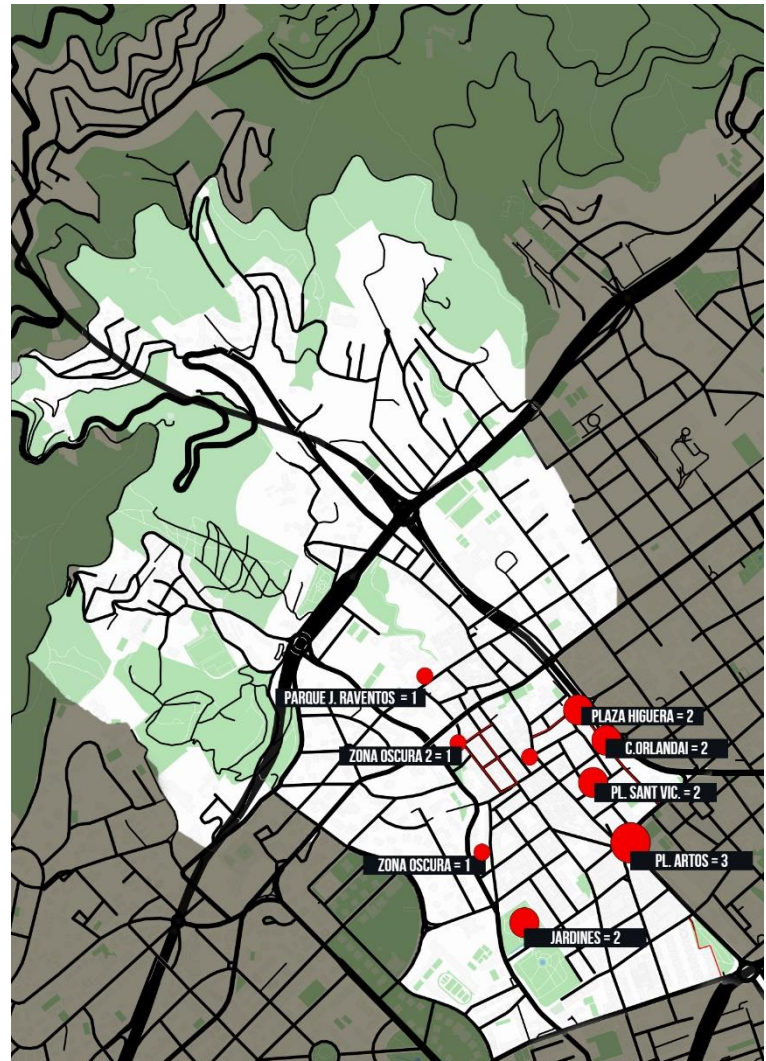 PARQUE J. RAVENTOS = 1
PLAZA HIGUERA = 2
C.ORLANDAI = 2
ZONA OSCURA 2 = 1
PL. SANT VIC. = 2
ZONA OSCURA = 1
PL. ARTOS = 3
JARDINES = 2